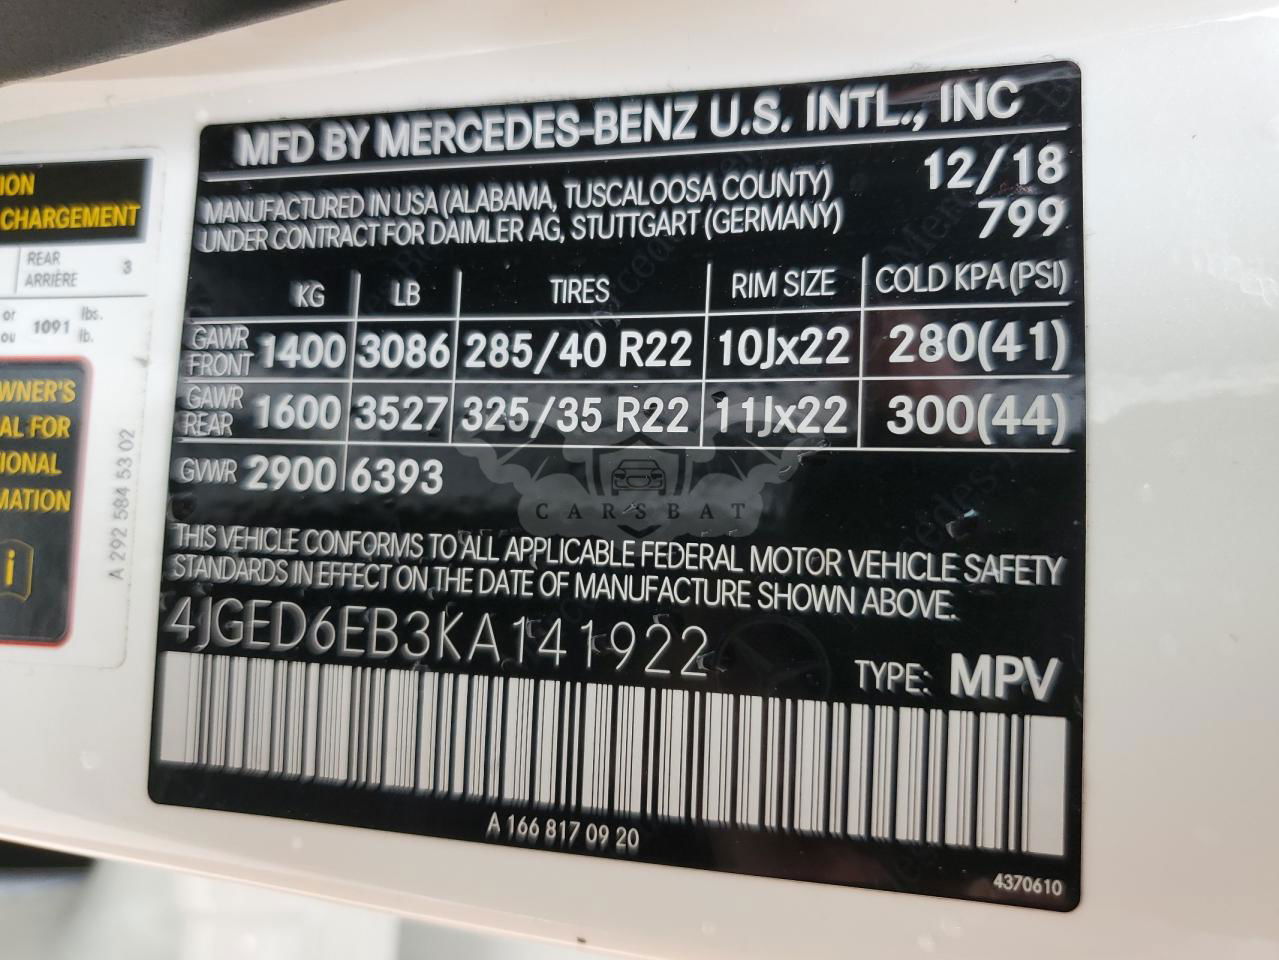 MFD BY MERCEDES-BENZ U.S. INTL., INC
MANUFACTURED IN USA (ALABAMA, TUSCALOOSA COUNTY) 12/18
UNDER CONTRACT FOR DAIMLER AG, STUTTGART (GERMANY) 799
KG LB TIRES RIM SIZE COLD KPA (PSI)
GAWR FRONT 1400 3086 285/40 R22 10Jx22 280(41)
GAWR REAR 1600 3527 325/35 R22 11Jx22 300(44)
GVWR 2900 6393
CARSBAT
THIS VEHICLE CONFORMS TO ALL APPLICABLE FEDERAL MOTOR VEHICLE SAFETY
STANDARDS IN EFFECT ON THE DATE OF MANUFACTURE SHOWN ABOVE.
4JGED6EB3KA141922
TYPE: MPV
A 166 817 09 20
4370610
ION
CHARGEMENT
REAR 3
ARRIÈRE
or 1091 lbs.
ou lb.
WNER'S
AL FOR
IONAL
MATION
i
A 292 584 53 02